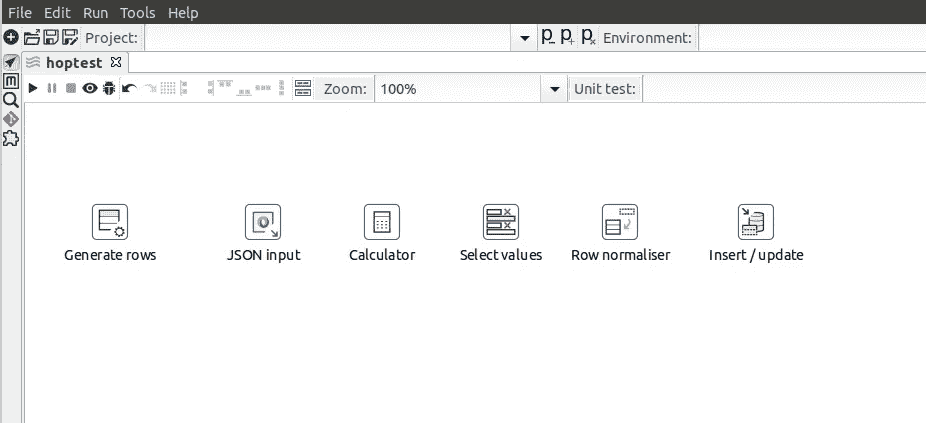 File Edit Run Tools Help
Project: Environment:
hoptest
Zoom: 100% Unit test:
Generate rows JSON input Calculator Select values Row normaliser Insert / update